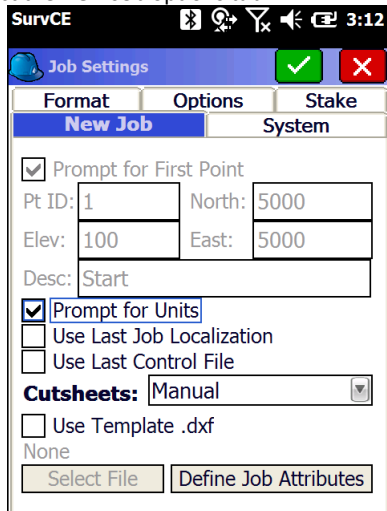 SurvCE 3:12
Job Settings
Format Options Stake
New Job System
Prompt for First Point
Pt ID: 1 North: 5000
Elev: 100 East: 5000
Desc: Start
Prompt for Units
Use Last Job Localization
Use Last Control File
Cutsheets: Manual
Use Template .dxf
None
Select File Define Job Attributes